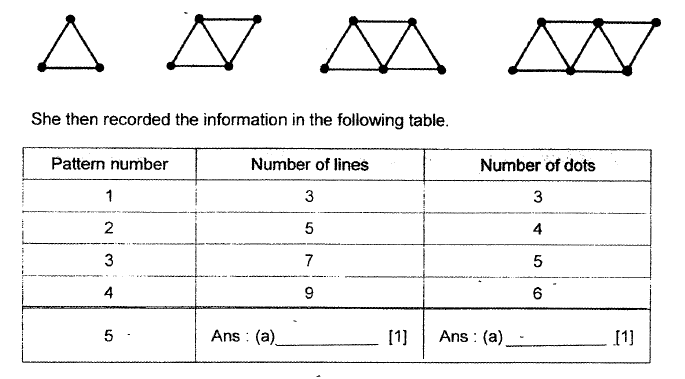 She then recorded the information in the following table.
Pattern number Number of lines Number of dots
1 3 3
2 5 4
3 7 5
4 9 6
5 Ans : (a)__________ [1] Ans : (a)__________ [1]